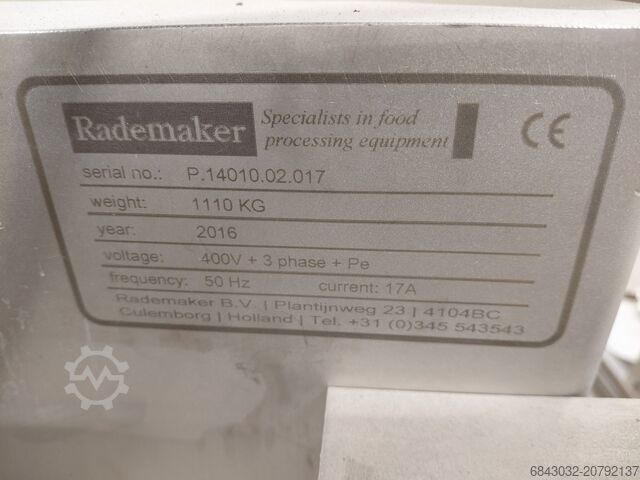 Rademaker
Specialists in food
processing equipment
CE
serial no.: P.14010.02.017
weight: 1110 KG
year: 2016
voltage: 400V + 3 phase + Pe
frequency: 50 Hz current: 17A
Rademaker B.V. | Plantijnweg 23 | 4104BC
Culemborg | Holland | Tel. +31 (0)345 543543
6843032-20792137